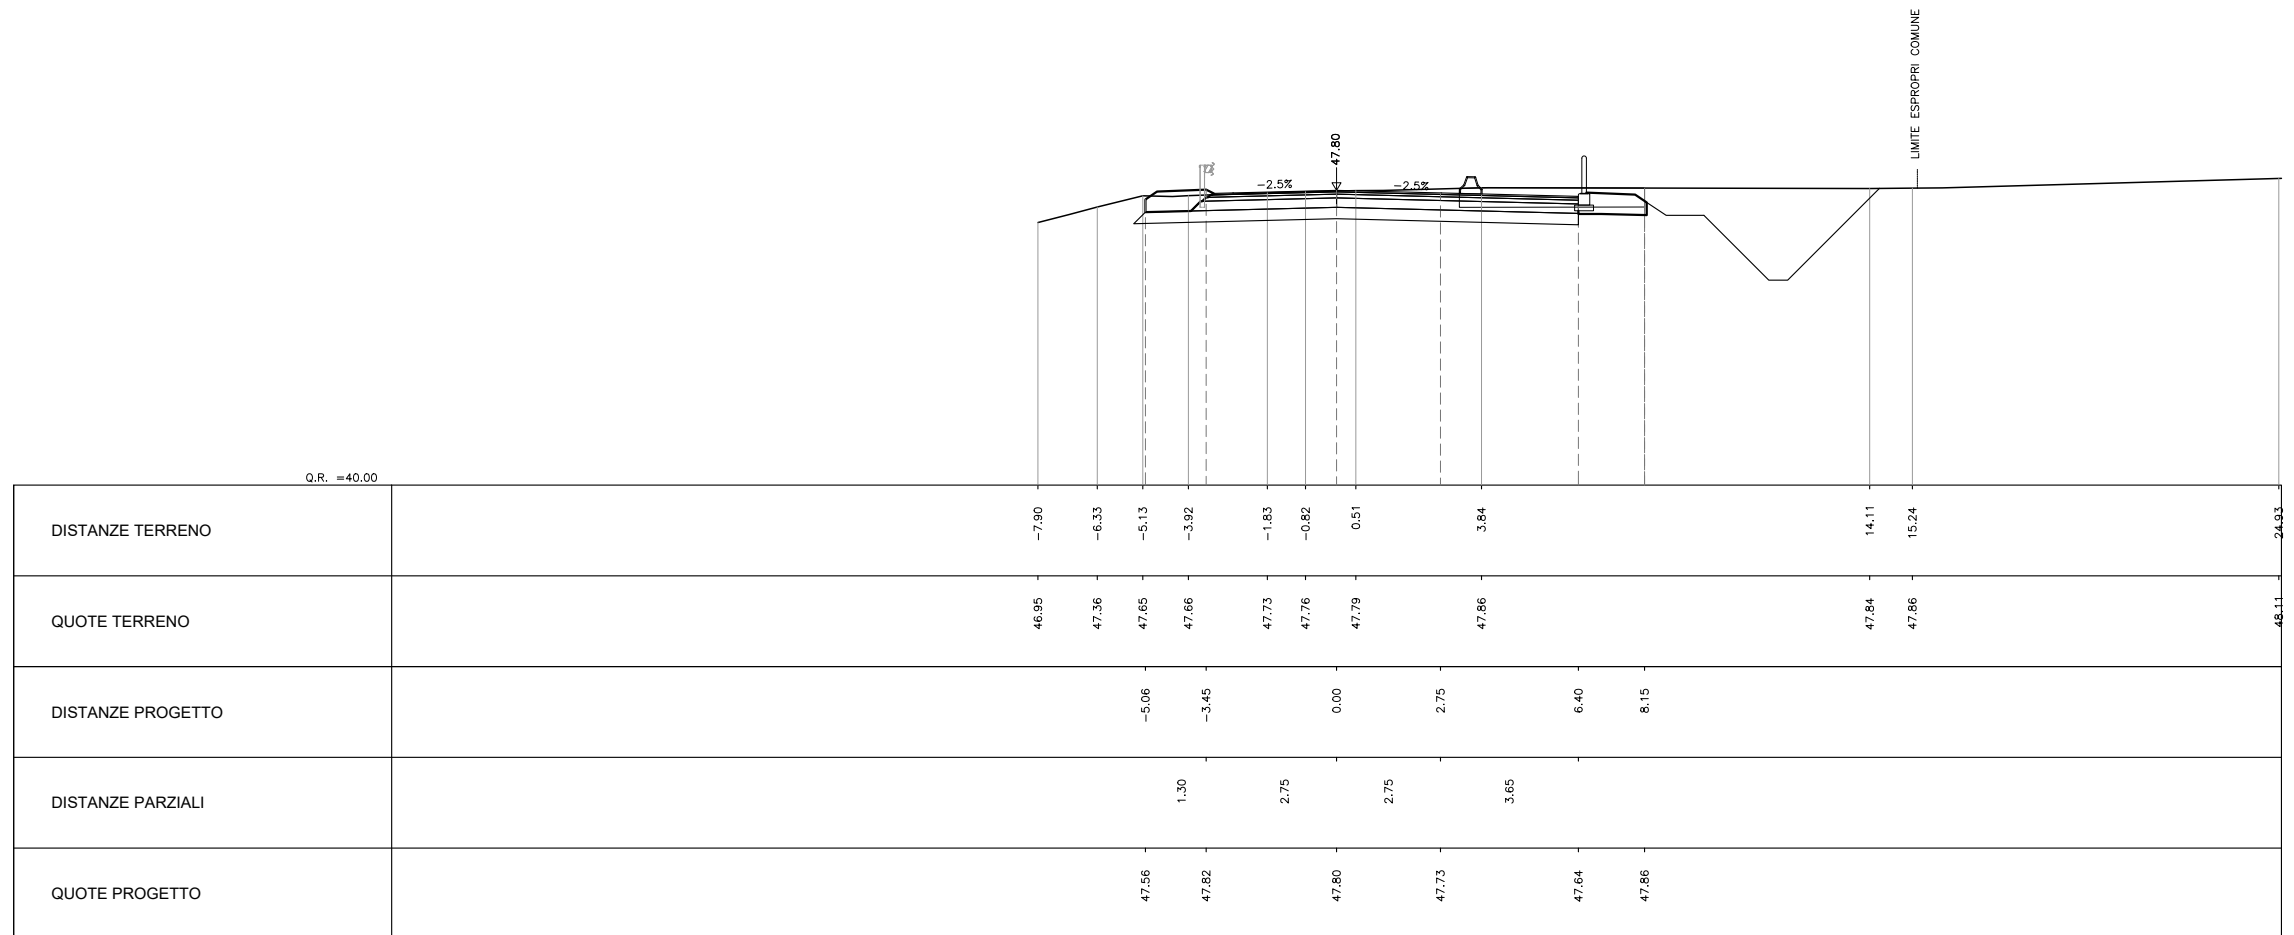 LIMITE ESPROPRI COMUNE
47.80
-2.5%
-2.5%
Q.R. =40.00
DISTANZE TERRENO
-7.90 -6.33 -5.13 -3.92 -1.83 -0.82 0.51 3.84 14.11 15.24 24.93
QUOTE TERRENO
46.95 47.36 47.65 47.66 47.73 47.76 47.79 47.86 47.84 47.86 48.11
DISTANZE PROGETTO
-5.06 -3.45 0.00 2.75 6.40 8.15
DISTANZE PARZIALI
1.30 2.75 2.75 3.65
QUOTE PROGETTO
47.56 47.82 47.80 47.73 47.64 47.86